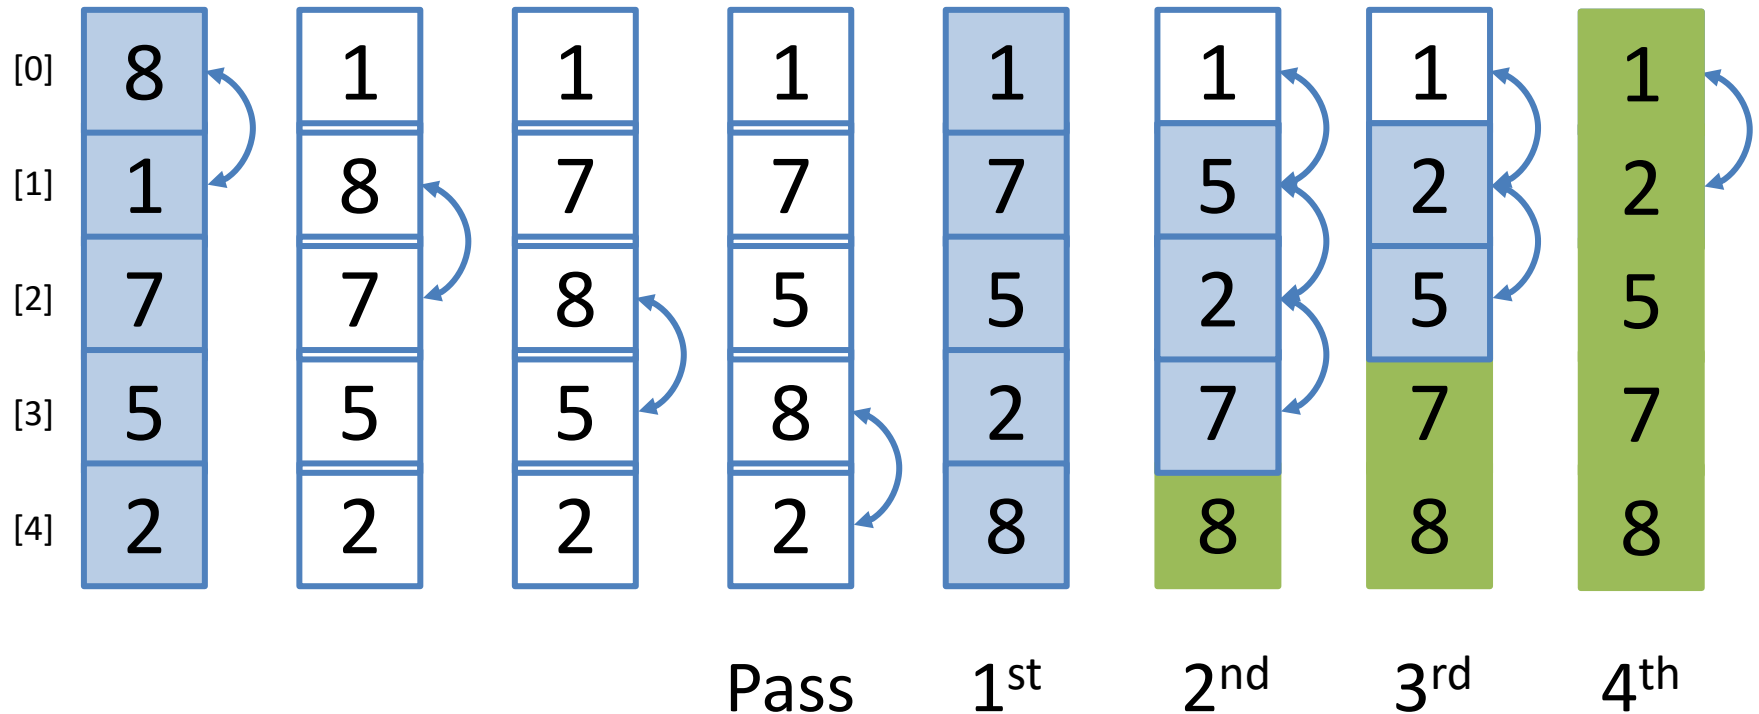 [0] 8 1 1 1 1 1 1 1
[1] 1 8 7 7 7 5 2 2
[2] 7 7 8 5 5 2 5 5
[3] 5 5 5 8 2 7 7 7
[4] 2 2 2 2 8 8 8 8
Pass 1st 2nd 3rd 4th